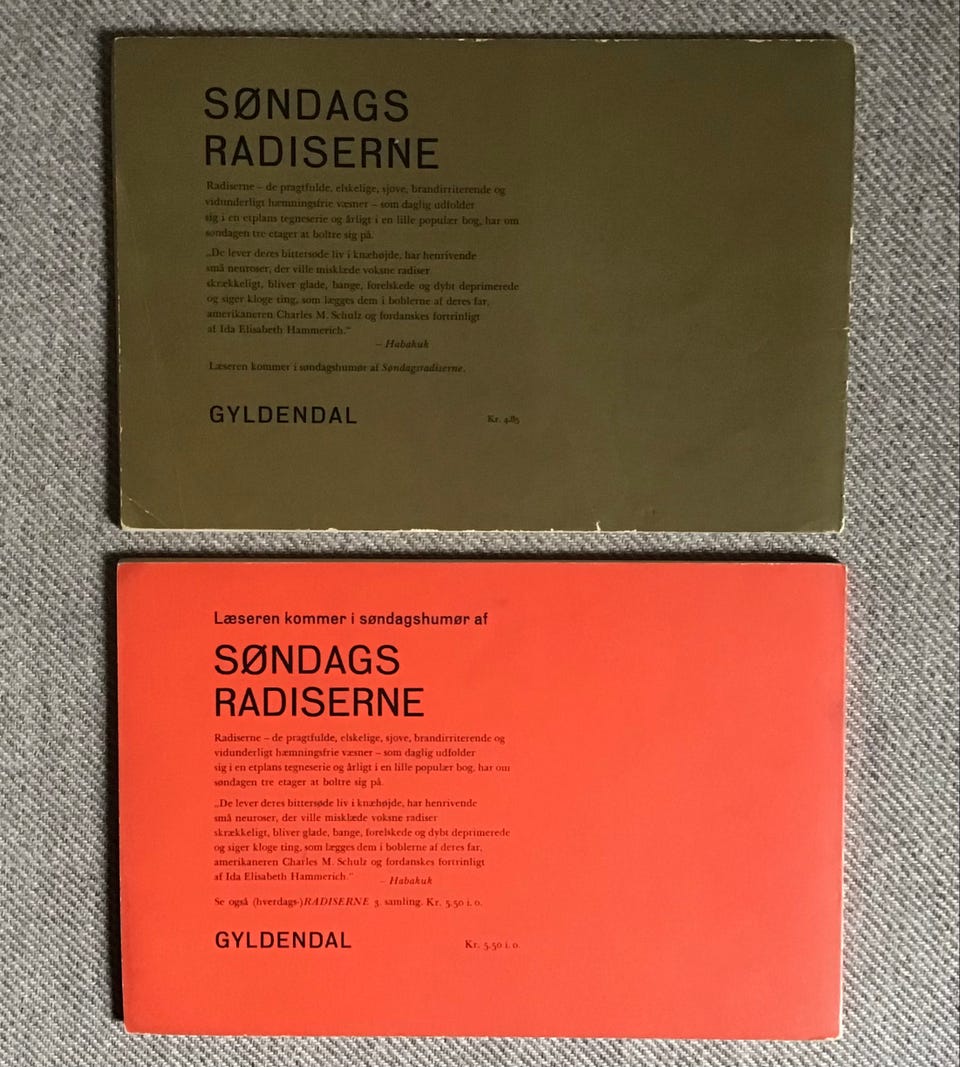 SØNDAGS
RADISERNE
Radiserne – de pragtfulde, elskelige, sjove, brandirriterende og
vidunderligt hæmningsfrie væsner – som daglig udfolder
sig i en etplans tegneserie og årligt i en lille populær bog, har om
søndagen tre etager at boltre sig på.
„De lever deres bittersøde liv i knæhøjde, har henrivende
små neuroser, der ville misklæde voksne radiser
skrækkeligt, bliver glade, bange, forelskede og dybt deprimerede
og siger kloge ting, som lægges dem i boblerne af deres far,
amerikaneren Charles M. Schulz og fordanskes fortrinligt
af Ida Elisabeth Hammerich.“
– Habakuk
Læseren kommer i søndagshumør af Søndagsradiserne.
GYLDENDAL
Kr. 4.85
Læseren kommer i søndagshumør af
SØNDAGS
RADISERNE
Radiserne – de pragtfulde, elskelige, sjove, brandirriterende og
vidunderligt hæmningsfrie væsner – som daglig udfolder
sig i en etplans tegneserie og årligt i en lille populær bog, har om
søndagen tre etager at boltre sig på.
„De lever deres bittersøde liv i knæhøjde, har henrivende
små neuroser, der ville misklæde voksne radiser
skrækkeligt, bliver glade, bange, forelskede og dybt deprimerede
og siger kloge ting, som lægges dem i boblerne af deres far,
amerikaneren Charles M. Schulz og fordanskes fortrinligt
af Ida Elisabeth Hammerich.“
– Habakuk
Se også (hverdags-)RADISERNE 3. samling. Kr. 5.50 i. o.
GYLDENDAL
Kr. 5.50 i. o.